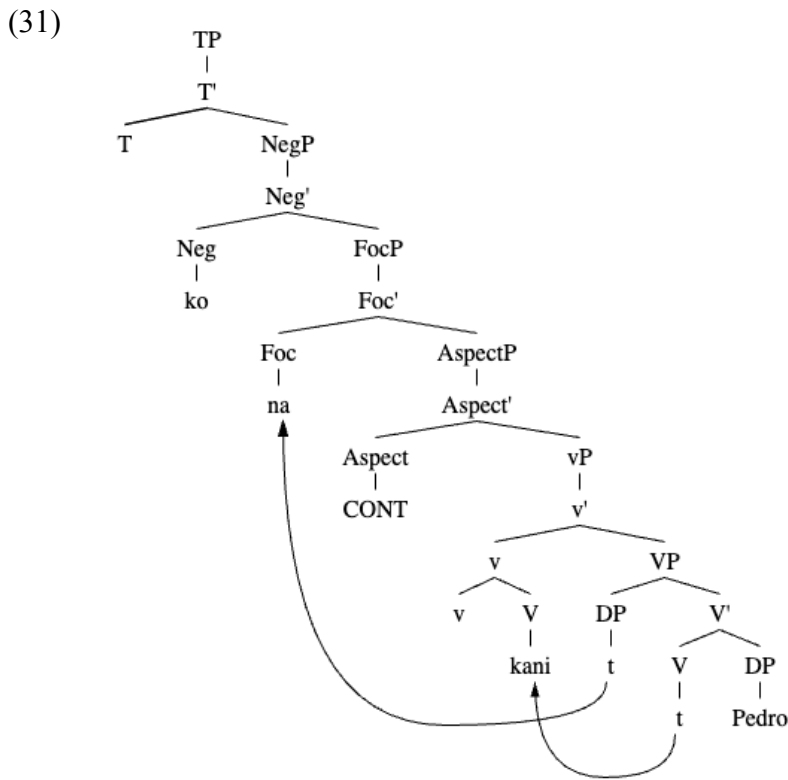 (31)
TP
T'
T NegP
Neg'
Neg FocP
ko Foc'
Foc AspectP
na Aspect'
Aspect vP
CONT v'
v VP
v V DP V'
kani t V DP
t Pedro